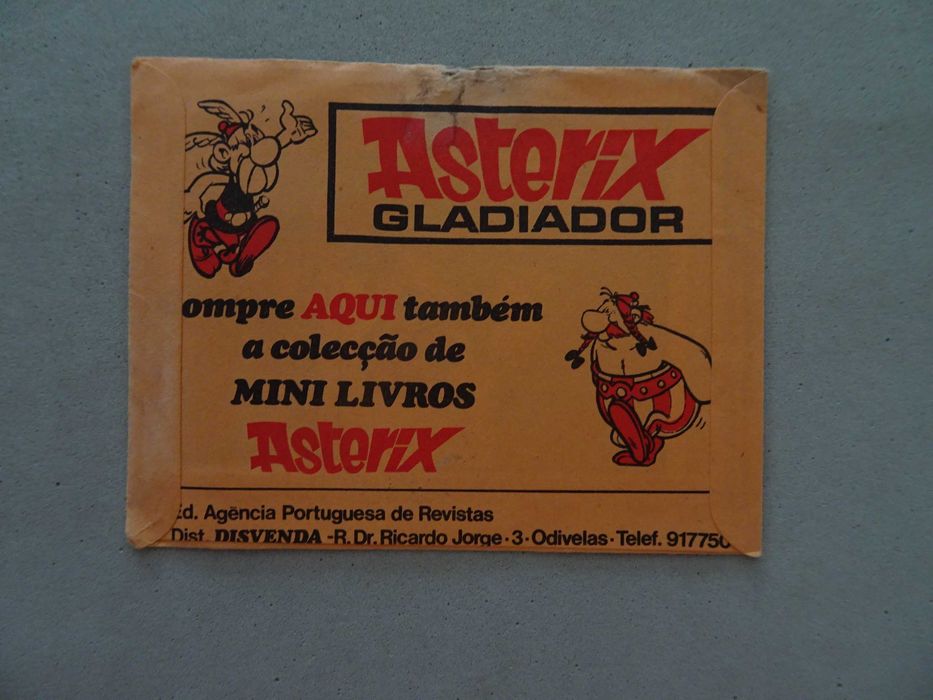 Asterix
GLADIADOR
ompre AQUI também
a colecção de
MINI LIVROS
Asterix
Ed. Agência Portuguesa de Revistas
Dist. DISVENDA -R. Dr. Ricardo Jorge · 3 · Odivelas · Telef. 917750